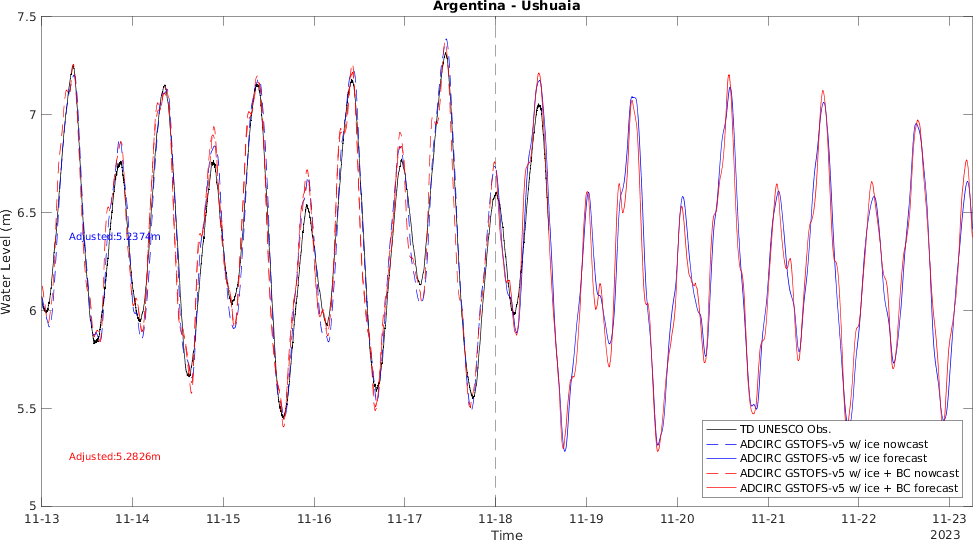 Argentina - Ushuaia
7.5
7
6.5
6
5.5
5
Water Level (m)
Adjusted:5.2374m
Adjusted:5.2826m
TD UNESCO Obs.
ADCIRC GSTOFS-v5 w/ ice nowcast
ADCIRC GSTOFS-v5 w/ ice forecast
ADCIRC GSTOFS-v5 w/ ice + BC nowcast
ADCIRC GSTOFS-v5 w/ ice + BC forecast
11-13 11-14 11-15 11-16 11-17 11-18 11-19 11-20 11-21 11-22 11-23
2023
Time